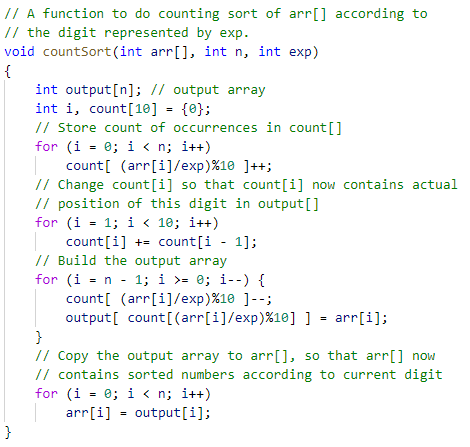 // A function to do counting sort of arr[] according to
// the digit represented by exp.
void countSort(int arr[], int n, int exp)
{
    int output[n]; // output array
    int i, count[10] = {0};
    // Store count of occurrences in count[]
    for (i = 0; i < n; i++)
        count[ (arr[i]/exp)%10 ]++;
    // Change count[i] so that count[i] now contains actual
    // position of this digit in output[]
    for (i = 1; i < 10; i++)
        count[i] += count[i - 1];
    // Build the output array
    for (i = n - 1; i >= 0; i--) {
        count[ (arr[i]/exp)%10 ]--;
        output[ count[(arr[i]/exp)%10] ] = arr[i];
    }
    // Copy the output array to arr[], so that arr[] now
    // contains sorted numbers according to current digit
    for (i = 0; i < n; i++)
        arr[i] = output[i];
}